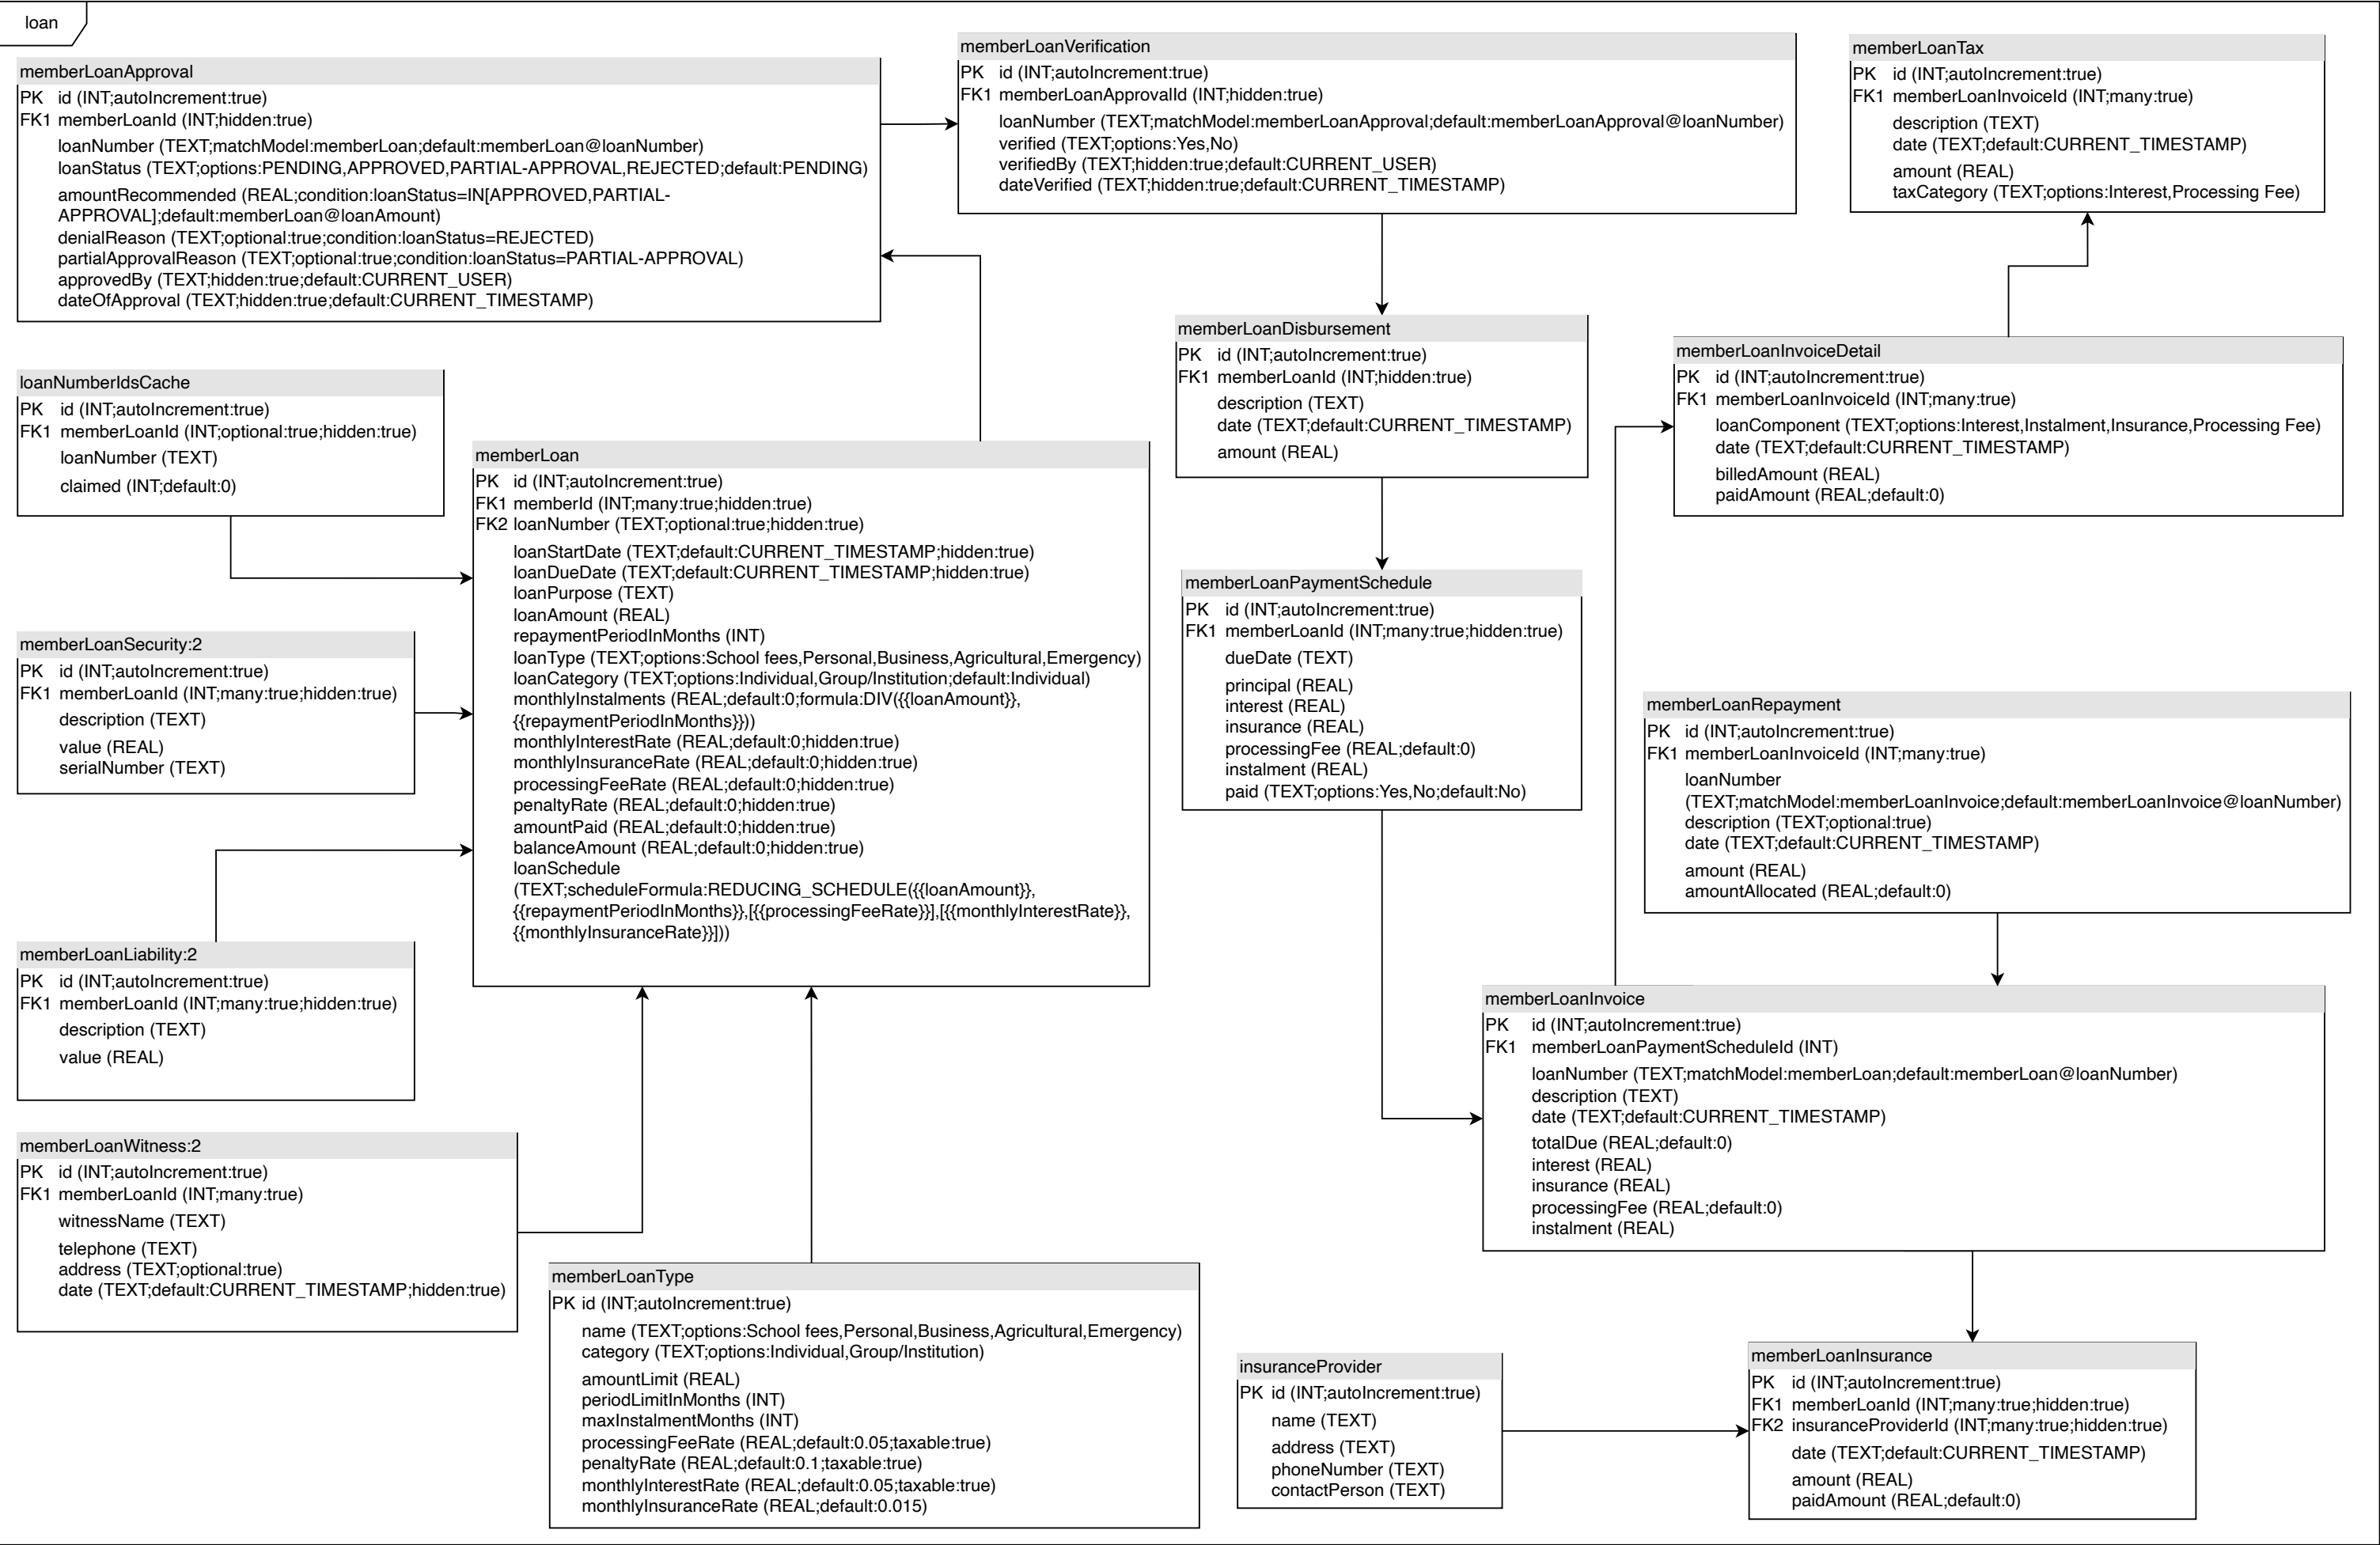 loan
memberLoanApproval
PK id (INT;autoIncrement:true)
FK1 memberLoanId (INT;hidden:true)
loanNumber (TEXT;matchModel:memberLoan;default:memberLoan@loanNumber)
loanStatus (TEXT;options:PENDING,APPROVED,PARTIAL-APPROVAL,REJECTED;default:PENDING)
amountRecommended (REAL;condition:loanStatus=IN[APPROVED,PARTIAL-
APPROVAL];default:memberLoan@loanAmount)
denialReason (TEXT;optional:true;condition:loanStatus=REJECTED)
partialApprovalReason (TEXT;optional:true;condition:loanStatus=PARTIAL-APPROVAL)
approvedBy (TEXT;hidden:true;default:CURRENT_USER)
dateOfApproval (TEXT;hidden:true;default:CURRENT_TIMESTAMP)
memberLoanVerification
PK id (INT;autoIncrement:true)
FK1 memberLoanApprovalId (INT;hidden:true)
loanNumber (TEXT;matchModel:memberLoanApproval;default:memberLoanApproval@loanNumber)
verified (TEXT;options:Yes,No)
verifiedBy (TEXT;hidden:true;default:CURRENT_USER)
dateVerified (TEXT;hidden:true;default:CURRENT_TIMESTAMP)
memberLoanTax
PK id (INT;autoIncrement:true)
FK1 memberLoanInvoiceId (INT;many:true)
description (TEXT)
date (TEXT;default:CURRENT_TIMESTAMP)
amount (REAL)
taxCategory (TEXT;options:Interest,Processing Fee)
loanNumberIdsCache
PK id (INT;autoIncrement:true)
FK1 memberLoanId (INT;optional:true;hidden:true)
loanNumber (TEXT)
claimed (INT;default:0)
memberLoan
PK id (INT;autoIncrement:true)
FK1 memberId (INT;many:true;hidden:true)
FK2 loanNumber (TEXT;optional:true;hidden:true)
loanStartDate (TEXT;default:CURRENT_TIMESTAMP;hidden:true)
loanDueDate (TEXT;default:CURRENT_TIMESTAMP;hidden:true)
loanPurpose (TEXT)
loanAmount (REAL)
repaymentPeriodInMonths (INT)
loanType (TEXT;options:School fees,Personal,Business,Agricultural,Emergency)
loanCategory (TEXT;options:Individual,Group/Institution;default:Individual)
monthlyInstalments (REAL;default:0;formula:DIV({{loanAmount}},
{{repaymentPeriodInMonths}}))
monthlyInterestRate (REAL;default:0;hidden:true)
monthlyInsuranceRate (REAL;default:0;hidden:true)
processingFeeRate (REAL;default:0;hidden:true)
penaltyRate (REAL;default:0;hidden:true)
amountPaid (REAL;default:0;hidden:true)
balanceAmount (REAL;default:0;hidden:true)
loanSchedule
(TEXT;scheduleFormula:REDUCING_SCHEDULE({{loanAmount}},
{{repaymentPeriodInMonths}},[{{processingFeeRate}}],[{{monthlyInterestRate}},
{{monthlyInsuranceRate}}]))
memberLoanDisbursement
PK id (INT;autoIncrement:true)
FK1 memberLoanId (INT;hidden:true)
description (TEXT)
date (TEXT;default:CURRENT_TIMESTAMP)
amount (REAL)
memberLoanInvoiceDetail
PK id (INT;autoIncrement:true)
FK1 memberLoanInvoiceId (INT;many:true)
loanComponent (TEXT;options:Interest,Instalment,Insurance,Processing Fee)
date (TEXT;default:CURRENT_TIMESTAMP)
billedAmount (REAL)
paidAmount (REAL;default:0)
memberLoanPaymentSchedule
PK id (INT;autoIncrement:true)
FK1 memberLoanId (INT;many:true;hidden:true)
dueDate (TEXT)
principal (REAL)
interest (REAL)
insurance (REAL)
processingFee (REAL;default:0)
instalment (REAL)
paid (TEXT;options:Yes,No;default:No)
memberLoanSecurity:2
PK id (INT;autoIncrement:true)
FK1 memberLoanId (INT;many:true;hidden:true)
description (TEXT)
value (REAL)
serialNumber (TEXT)
memberLoanRepayment
PK id (INT;autoIncrement:true)
FK1 memberLoanInvoiceId (INT;many:true)
loanNumber
(TEXT;matchModel:memberLoanInvoice;default:memberLoanInvoice@loanNumber)
description (TEXT;optional:true)
date (TEXT;default:CURRENT_TIMESTAMP)
amount (REAL)
amountAllocated (REAL;default:0)
memberLoanLiability:2
PK id (INT;autoIncrement:true)
FK1 memberLoanId (INT;many:true;hidden:true)
description (TEXT)
value (REAL)
memberLoanInvoice
PK id (INT;autoIncrement:true)
FK1 memberLoanPaymentScheduleId (INT)
loanNumber (TEXT;matchModel:memberLoan;default:memberLoan@loanNumber)
description (TEXT)
date (TEXT;default:CURRENT_TIMESTAMP)
totalDue (REAL;default:0)
interest (REAL)
insurance (REAL)
processingFee (REAL;default:0)
instalment (REAL)
memberLoanWitness:2
PK id (INT;autoIncrement:true)
FK1 memberLoanId (INT;many:true)
witnessName (TEXT)
telephone (TEXT)
address (TEXT;optional:true)
date (TEXT;default:CURRENT_TIMESTAMP;hidden:true)
memberLoanType
PK id (INT;autoIncrement:true)
name (TEXT;options:School fees,Personal,Business,Agricultural,Emergency)
category (TEXT;options:Individual,Group/Institution)
amountLimit (REAL)
periodLimitInMonths (INT)
maxInstalmentMonths (INT)
processingFeeRate (REAL;default:0.05;taxable:true)
penaltyRate (REAL;default:0.1;taxable:true)
monthlyInterestRate (REAL;default:0.05;taxable:true)
monthlyInsuranceRate (REAL;default:0.015)
insuranceProvider
PK id (INT;autoIncrement:true)
name (TEXT)
address (TEXT)
phoneNumber (TEXT)
contactPerson (TEXT)
memberLoanInsurance
PK id (INT;autoIncrement:true)
FK1 memberLoanId (INT;many:true;hidden:true)
FK2 insuranceProviderId (INT;many:true;hidden:true)
date (TEXT;default:CURRENT_TIMESTAMP)
amount (REAL)
paidAmount (REAL;default:0)